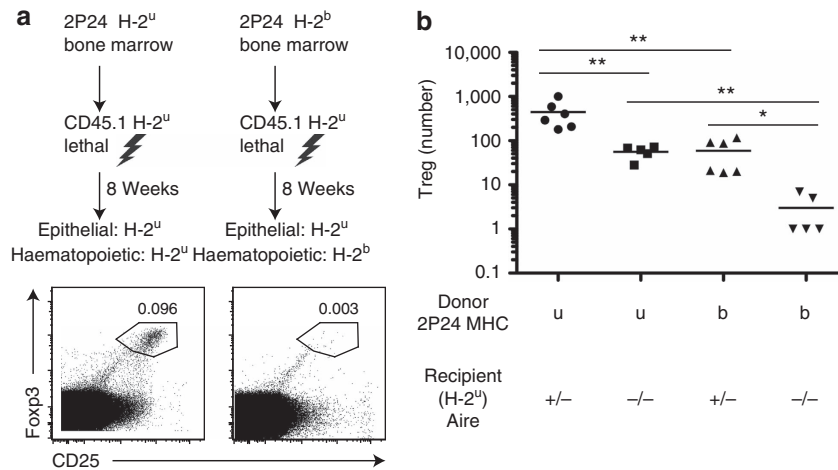 a
2P24 H-2ᵘ
bone marrow
2P24 H-2ᵇ
bone marrow
CD45.1 H-2ᵘ
lethal
CD45.1 H-2ᵘ
lethal
8 Weeks
8 Weeks
Epithelial: H-2ᵘ
Haematopoietic: H-2ᵘ
Epithelial: H-2ᵘ
Haematopoietic: H-2ᵇ
0.096
0.003
Foxp3
CD25
b
Treg (number)
10,000
1,000
100
10
1
0.1
**
**
**
*
Donor
2P24 MHC
u u b b
Recipient
(H-2ᵘ)
Aire
+/− −/− +/− −/−